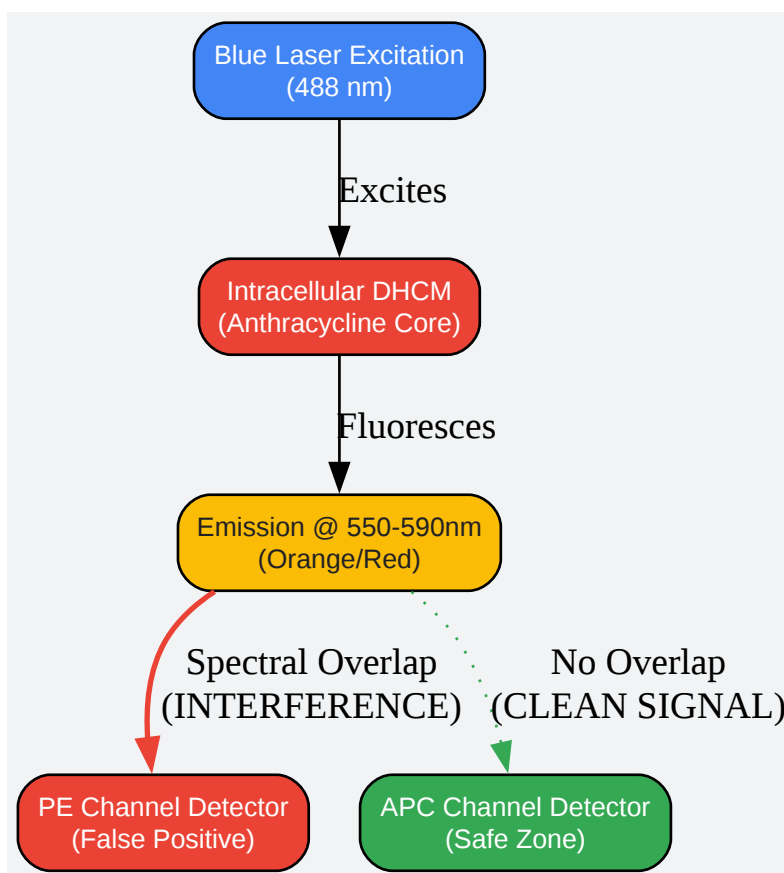 Blue Laser Excitation
(488 nm)
Excites
Intracellular DHCM
(Anthracycline Core)
Fluoresces
Emission @ 550-590nm
(Orange/Red)
Spectral Overlap
(INTERFERENCE)
No Overlap
(CLEAN SIGNAL)
PE Channel Detector
(False Positive)
APC Channel Detector
(Safe Zone)